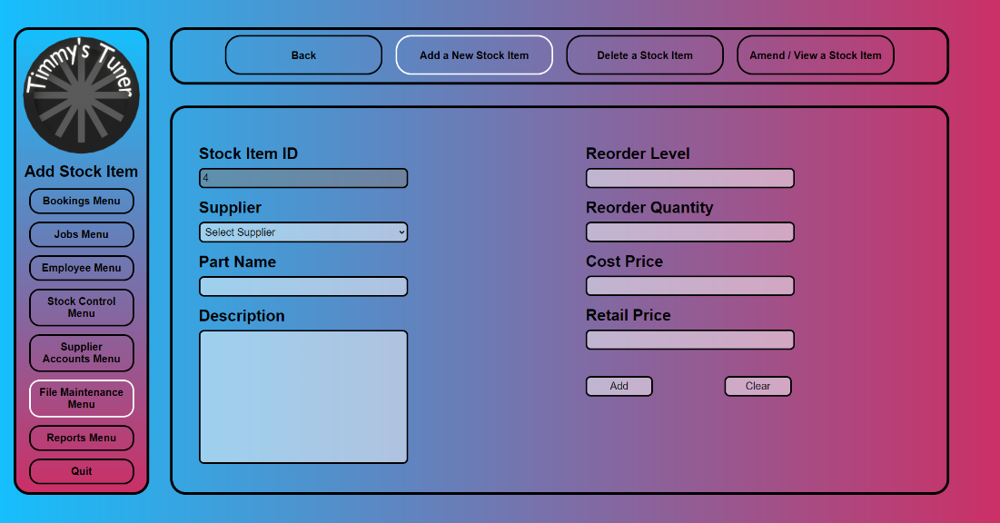 Timmy's Tuner
Add Stock Item
Bookings Menu
Jobs Menu
Employee Menu
Stock Control
Menu
Supplier
Accounts Menu
File Maintenance
Menu
Reports Menu
Quit
Back
Add a New Stock Item
Delete a Stock Item
Amend / View a Stock Item
Stock Item ID
4
Supplier
Select Supplier
Part Name
Description
Reorder Level
Reorder Quantity
Cost Price
Retail Price
Add
Clear